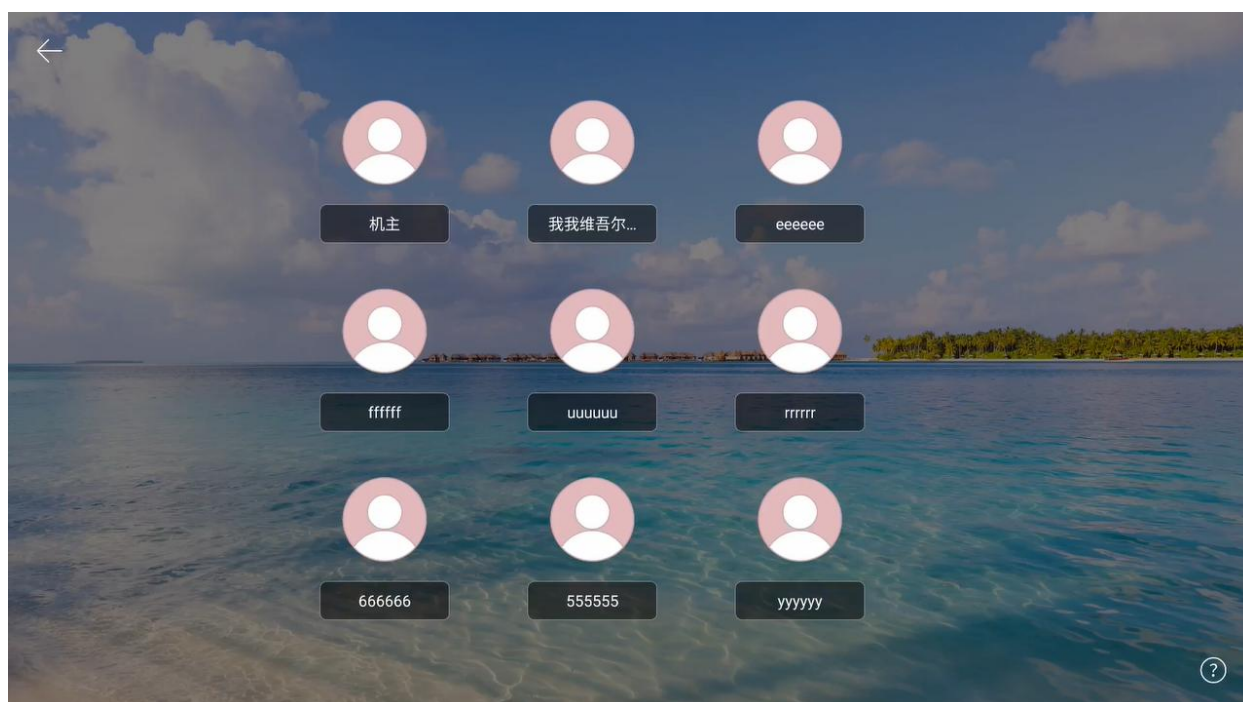 机主
我我维吾尔...
eeeeee
ffffff
uuuuuu
rrrrrr
666666
555555
yyyyyy
?